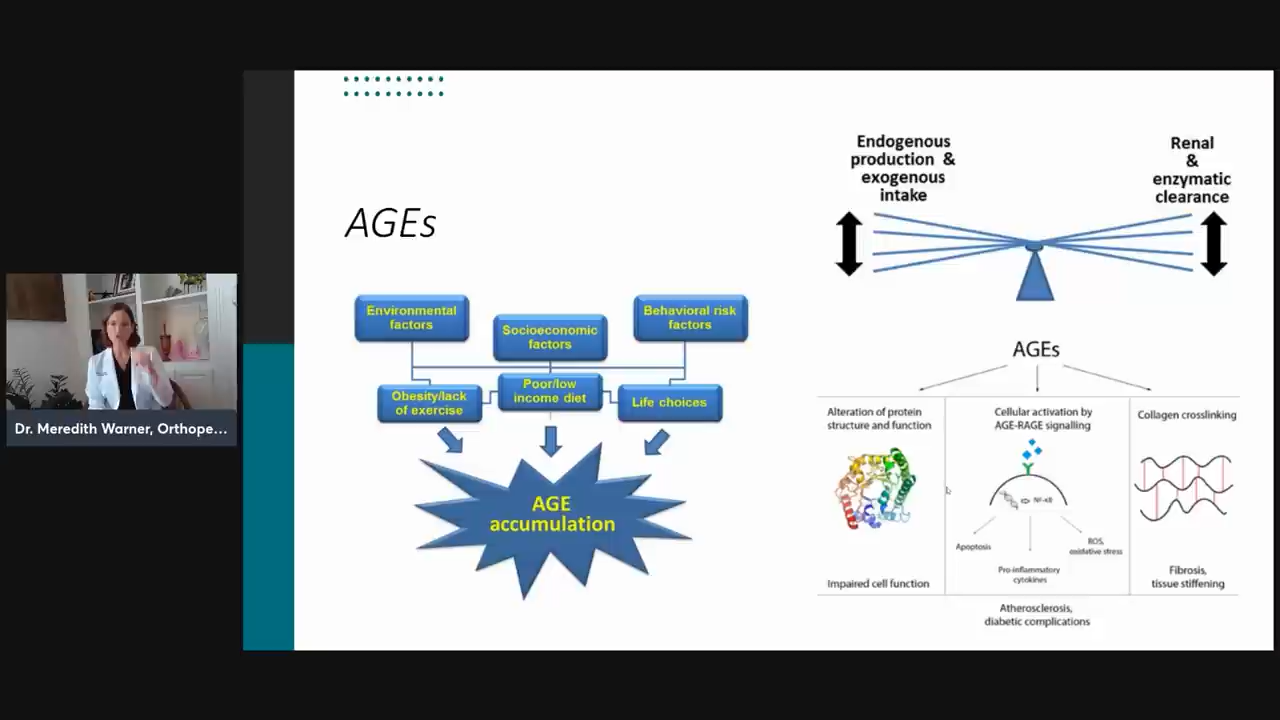 AGEs
Environmental
factors
Socioeconomic
factors
Behavioral risk
factors
Obesity/lack
of exercise
Poor/low
income diet
Life choices
AGE
accumulation
Endogenous
production &
exogenous
intake
Renal
&
enzymatic
clearance
AGEs
Alteration of protein
structure and function
Impaired cell function
Cellular activation by
AGE-RAGE signalling
NF-κB
Apoptosis
Pro-inflammatory
cytokines
ROS,
oxidative stress
Collagen crosslinking
Fibrosis,
tissue stiffening
Atherosclerosis,
diabetic complications
Dr. Meredith Warner, Orthope...